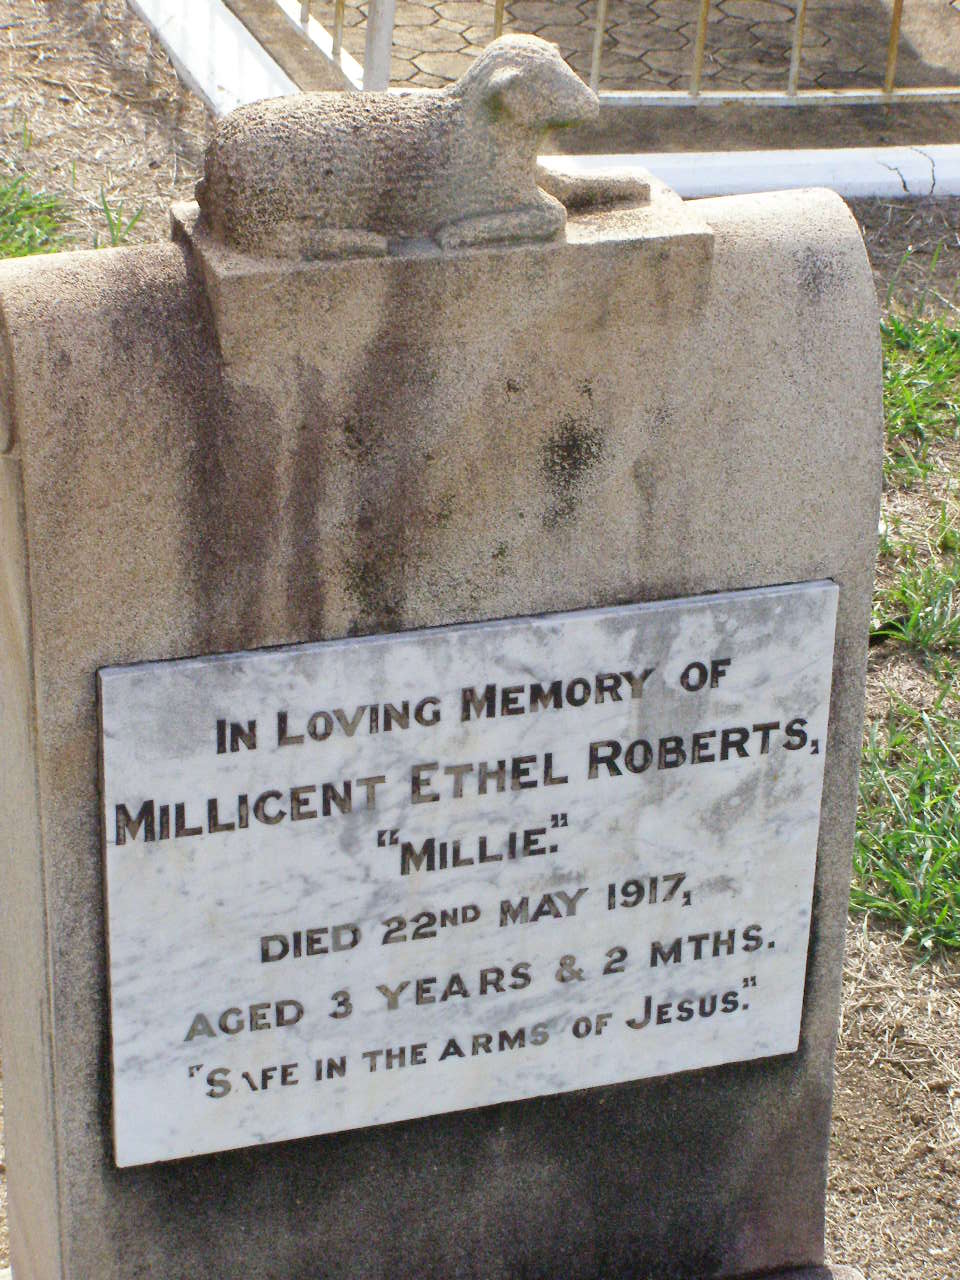 IN LOVING MEMORY OF
MILLICENT ETHEL ROBERTS,
"MILLIE."
DIED 22ND MAY 1917,
AGED 3 YEARS & 2 MTHS.
"SAFE IN THE ARMS OF JESUS."